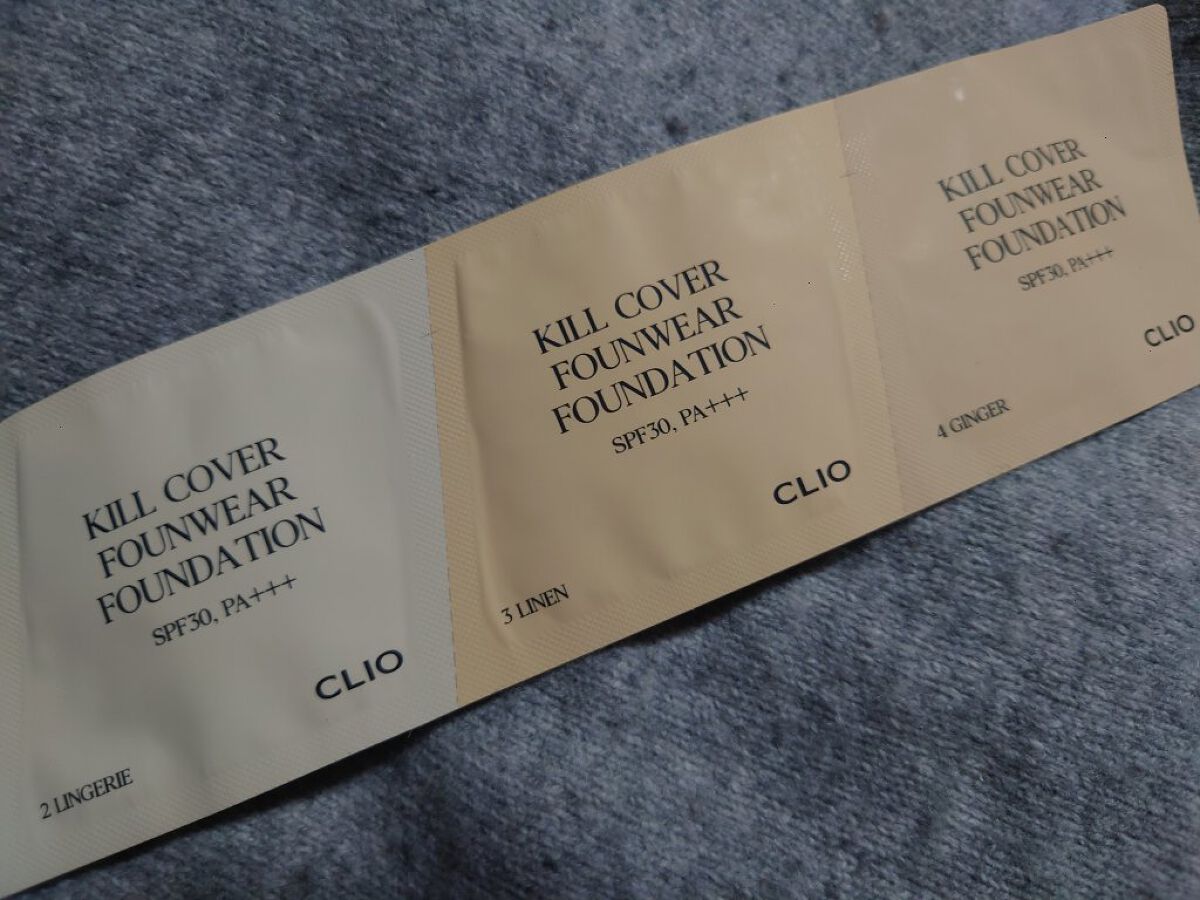 KILL COVER
FOUNWEAR
FOUNDATION
SPF30, PA+++
CLIO
2 LINGERIE
KILL COVER
FOUNWEAR
FOUNDATION
SPF30, PA+++
CLIO
3 LINEN
KILL COVER
FOUNWEAR
FOUNDATION
SPF30, PA+++
CLIO
4 GINGER